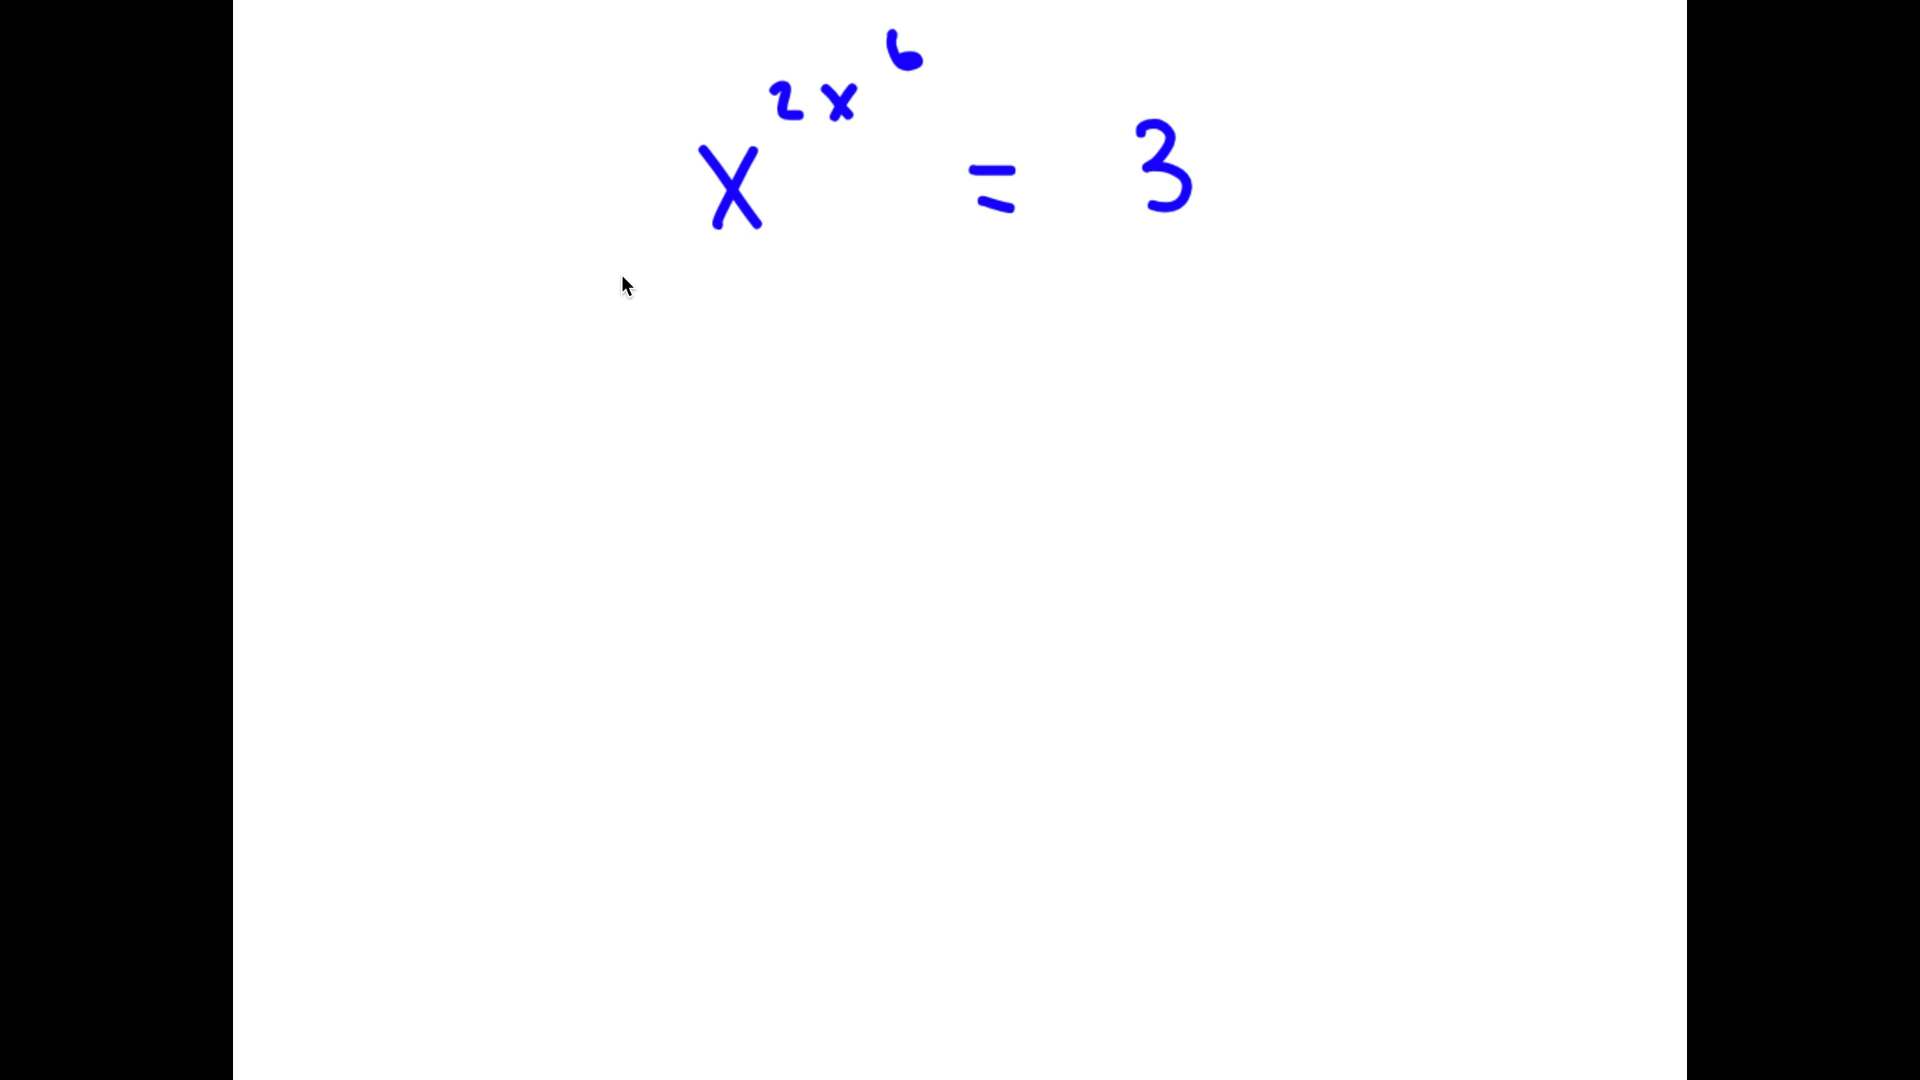 x^{2x^6} = 3